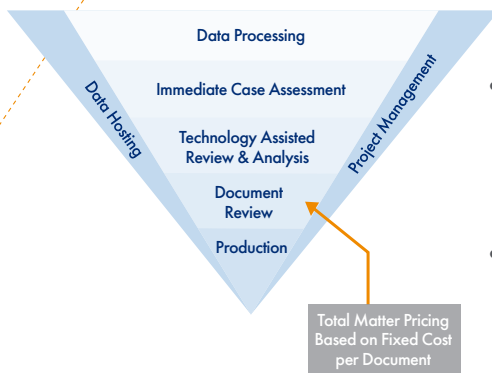 Data Processing
Immediate Case Assessment
Data Hosting
Project Management
Technology Assisted
Review & Analysis
Document
Review
Production
Total Matter Pricing
Based on Fixed Cost
per Document